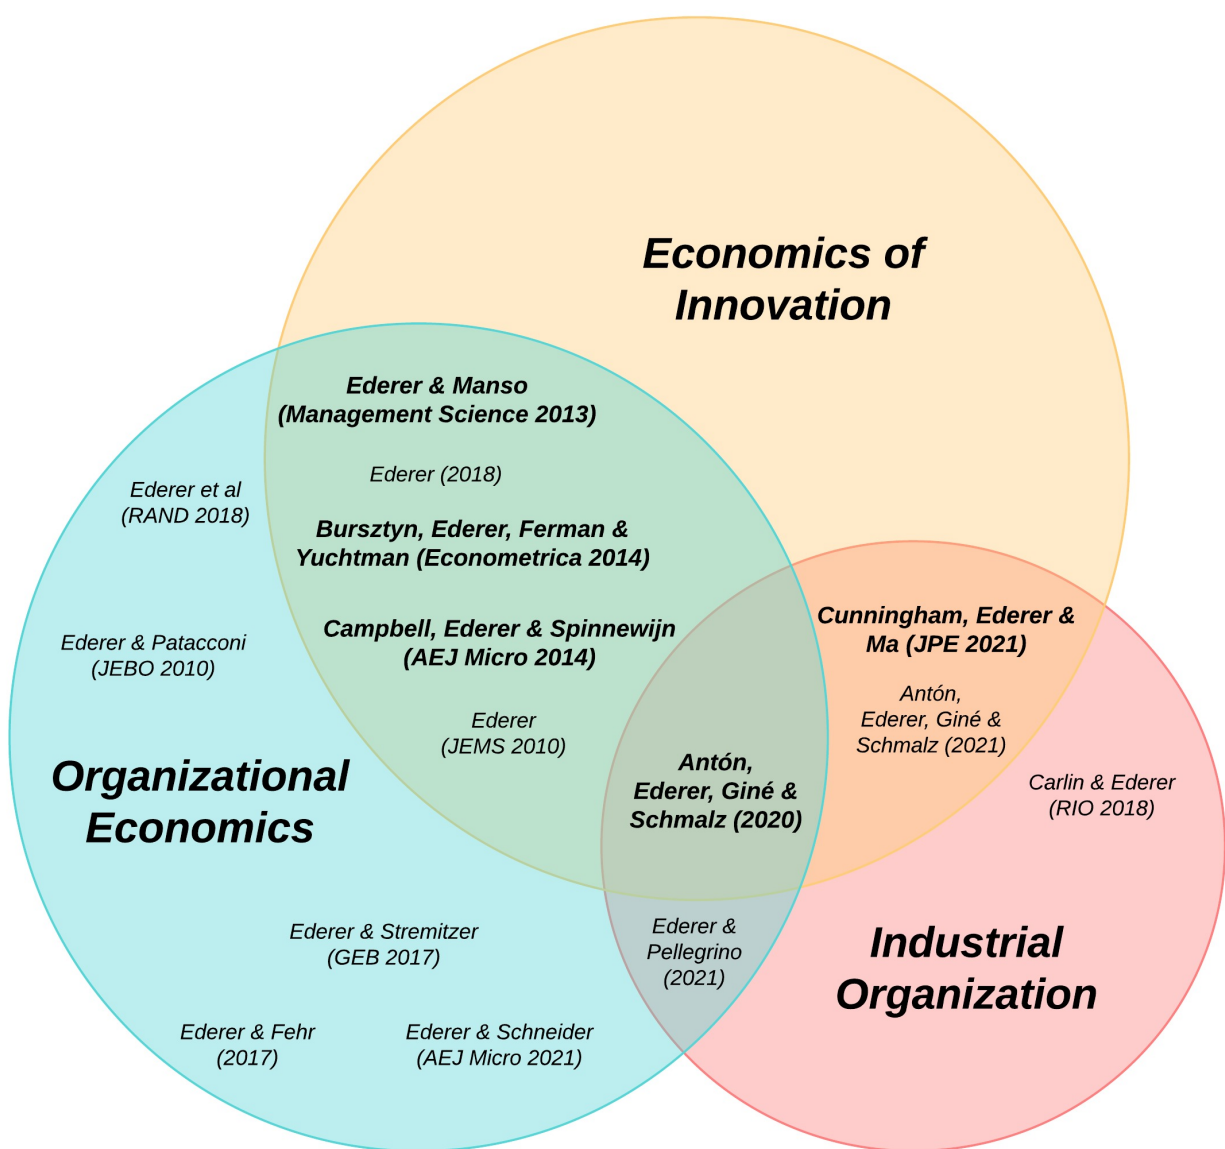 Economics of
Innovation
Ederer & Manso
(Management Science 2013)
Ederer (2018)
Ederer et al
(RAND 2018)
Bursztyn, Ederer, Ferman &
Yuchtman (Econometrica 2014)
Campbell, Ederer & Spinnewijn
(AEJ Micro 2014)
Cunningham, Ederer &
Ma (JPE 2021)
Ederer & Patacconi
(JEBO 2010)
Ederer
(JEMS 2010)
Antón,
Ederer, Giné &
Schmalz (2021)
Organizational
Economics
Antón,
Ederer, Giné &
Schmalz (2020)
Carlin & Ederer
(RIO 2018)
Ederer & Stremitzer
(GEB 2017)
Ederer &
Pellegrino
(2021)
Industrial
Organization
Ederer & Fehr
(2017)
Ederer & Schneider
(AEJ Micro 2021)